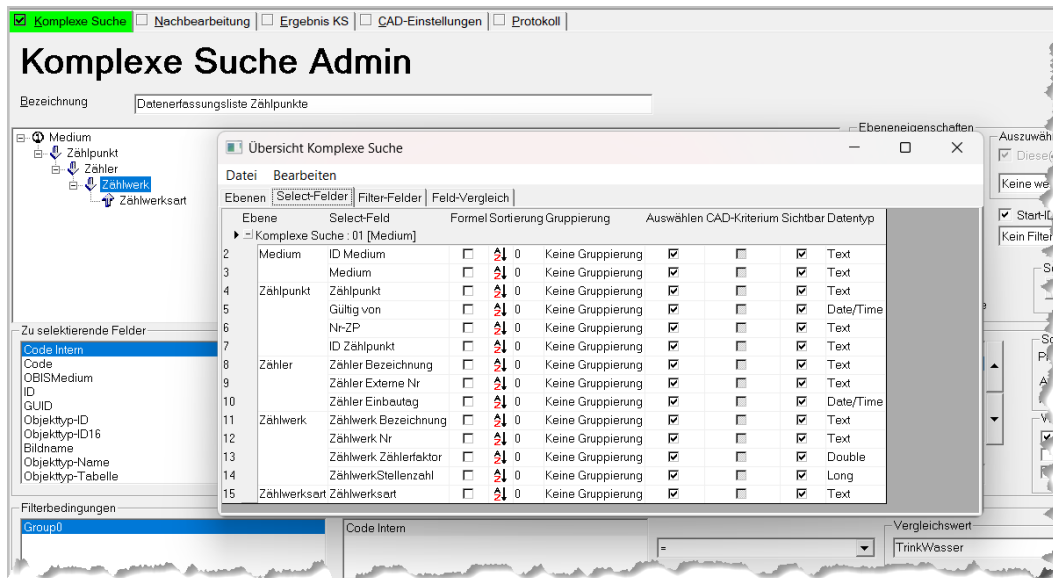 Komplexe Suche Nachbearbeitung Ergebnis KS CAD-Einstellungen Protokoll
Komplexe Suche Admin
Bezeichnung Datenerfassungsliste Zählpunkte
Medium
Zählpunkt
Zähler
Zählwerk
Zählwerksart
Ebeneneigenschaften
Keine we
Start-ID
Kein Filter
Übersicht Komplexe Suche
Datei Bearbeiten
Ebenen Select-Felder Filter-Felder Feld-Vergleich
Ebene Select-Feld Formel Sortierung Gruppierung Auswählen CAD-Kriterium Sichtbar Datentyp
Komplexe Suche : 01 [Medium]
2 Medium ID Medium 0 Keine Gruppierung Text
3 Medium 0 Keine Gruppierung Text
4 Zählpunkt Zählpunkt 0 Keine Gruppierung Text
5 Gültig von 0 Keine Gruppierung Date/Time
6 Nr-ZP 0 Keine Gruppierung Text
7 ID Zählpunkt 0 Keine Gruppierung Text
8 Zähler Zähler Bezeichnung 0 Keine Gruppierung Text
9 Zähler Externe Nr 0 Keine Gruppierung Text
10 Zähler Einbautag 0 Keine Gruppierung Date/Time
11 Zählwerk Zählwerk Bezeichnung 0 Keine Gruppierung Text
12 Zählwerk Nr 0 Keine Gruppierung Text
13 Zählwerk Zählerfaktor 0 Keine Gruppierung Double
14 ZählwerkStellenzahl 0 Keine Gruppierung Long
15 Zählwerksart Zählwerksart 0 Keine Gruppierung Text
Zu selektierende Felder
Code Intern
Code
OBISMedium
ID
GUID
Objekttyp-ID
Objekttyp-ID16
Bildname
Objekttyp-Name
Objekttyp-Tabelle
Filterbedingungen
Group0
Code Intern
=
Vergleichswert
TrinkWasser